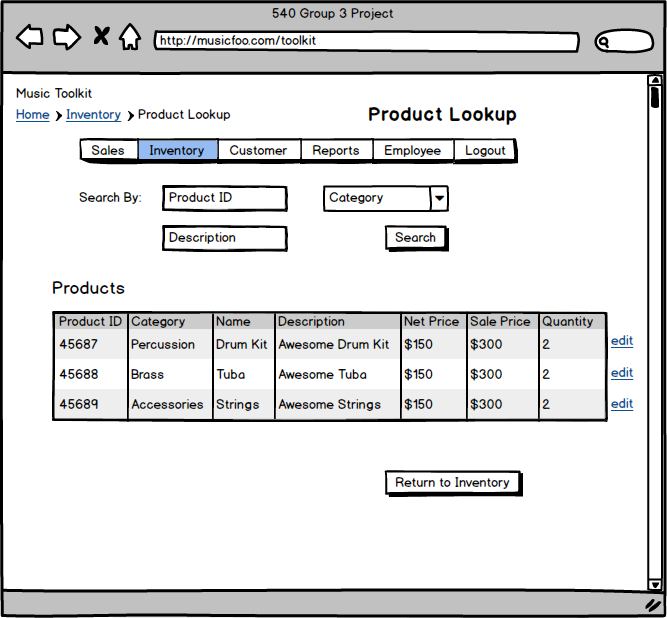 540 Group 3 Project
http://musicfoo.com/toolkit
Music Toolkit
Home Inventory Product Lookup
Product Lookup
Sales Inventory Customer Reports Employee Logout
Search By: Product ID Category
Description Search
Products
Product ID Category Name Description Net Price Sale Price Quantity
45687 Percussion Drum Kit Awesome Drum Kit $150 $300 2 edit
45688 Brass Tuba Awesome Tuba $150 $300 2 edit
45689 Accessories Strings Awesome Strings $150 $300 2 edit
Return to Inventory